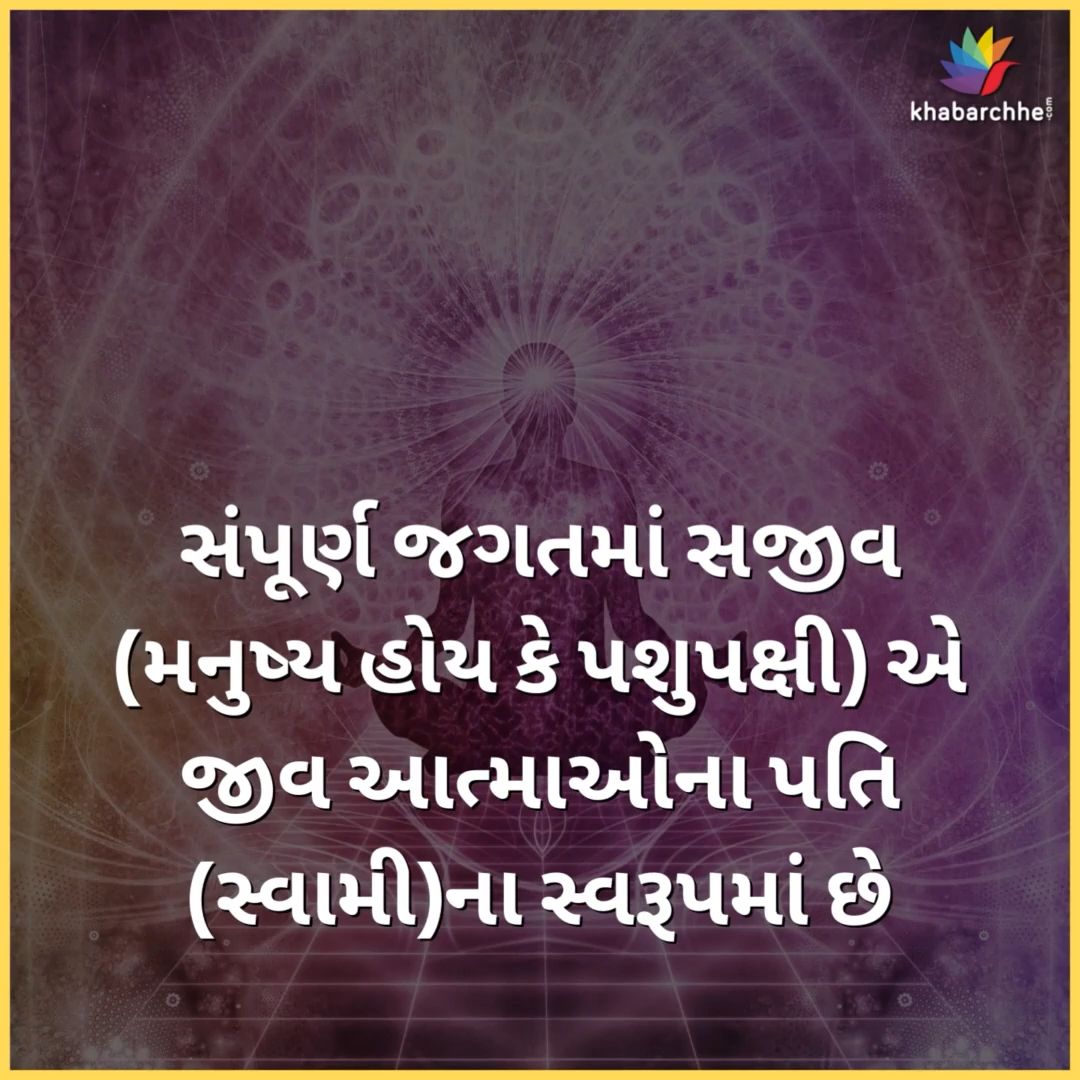 khabarchhe.com
સંપૂર્ણ જગતમાં સજીવ
(મનુષ્ય હોય કે પશુપક્ષી) એ
જીવ આત્માઓના પતિ
(સ્વામી)ના સ્વરૂપમાં છે